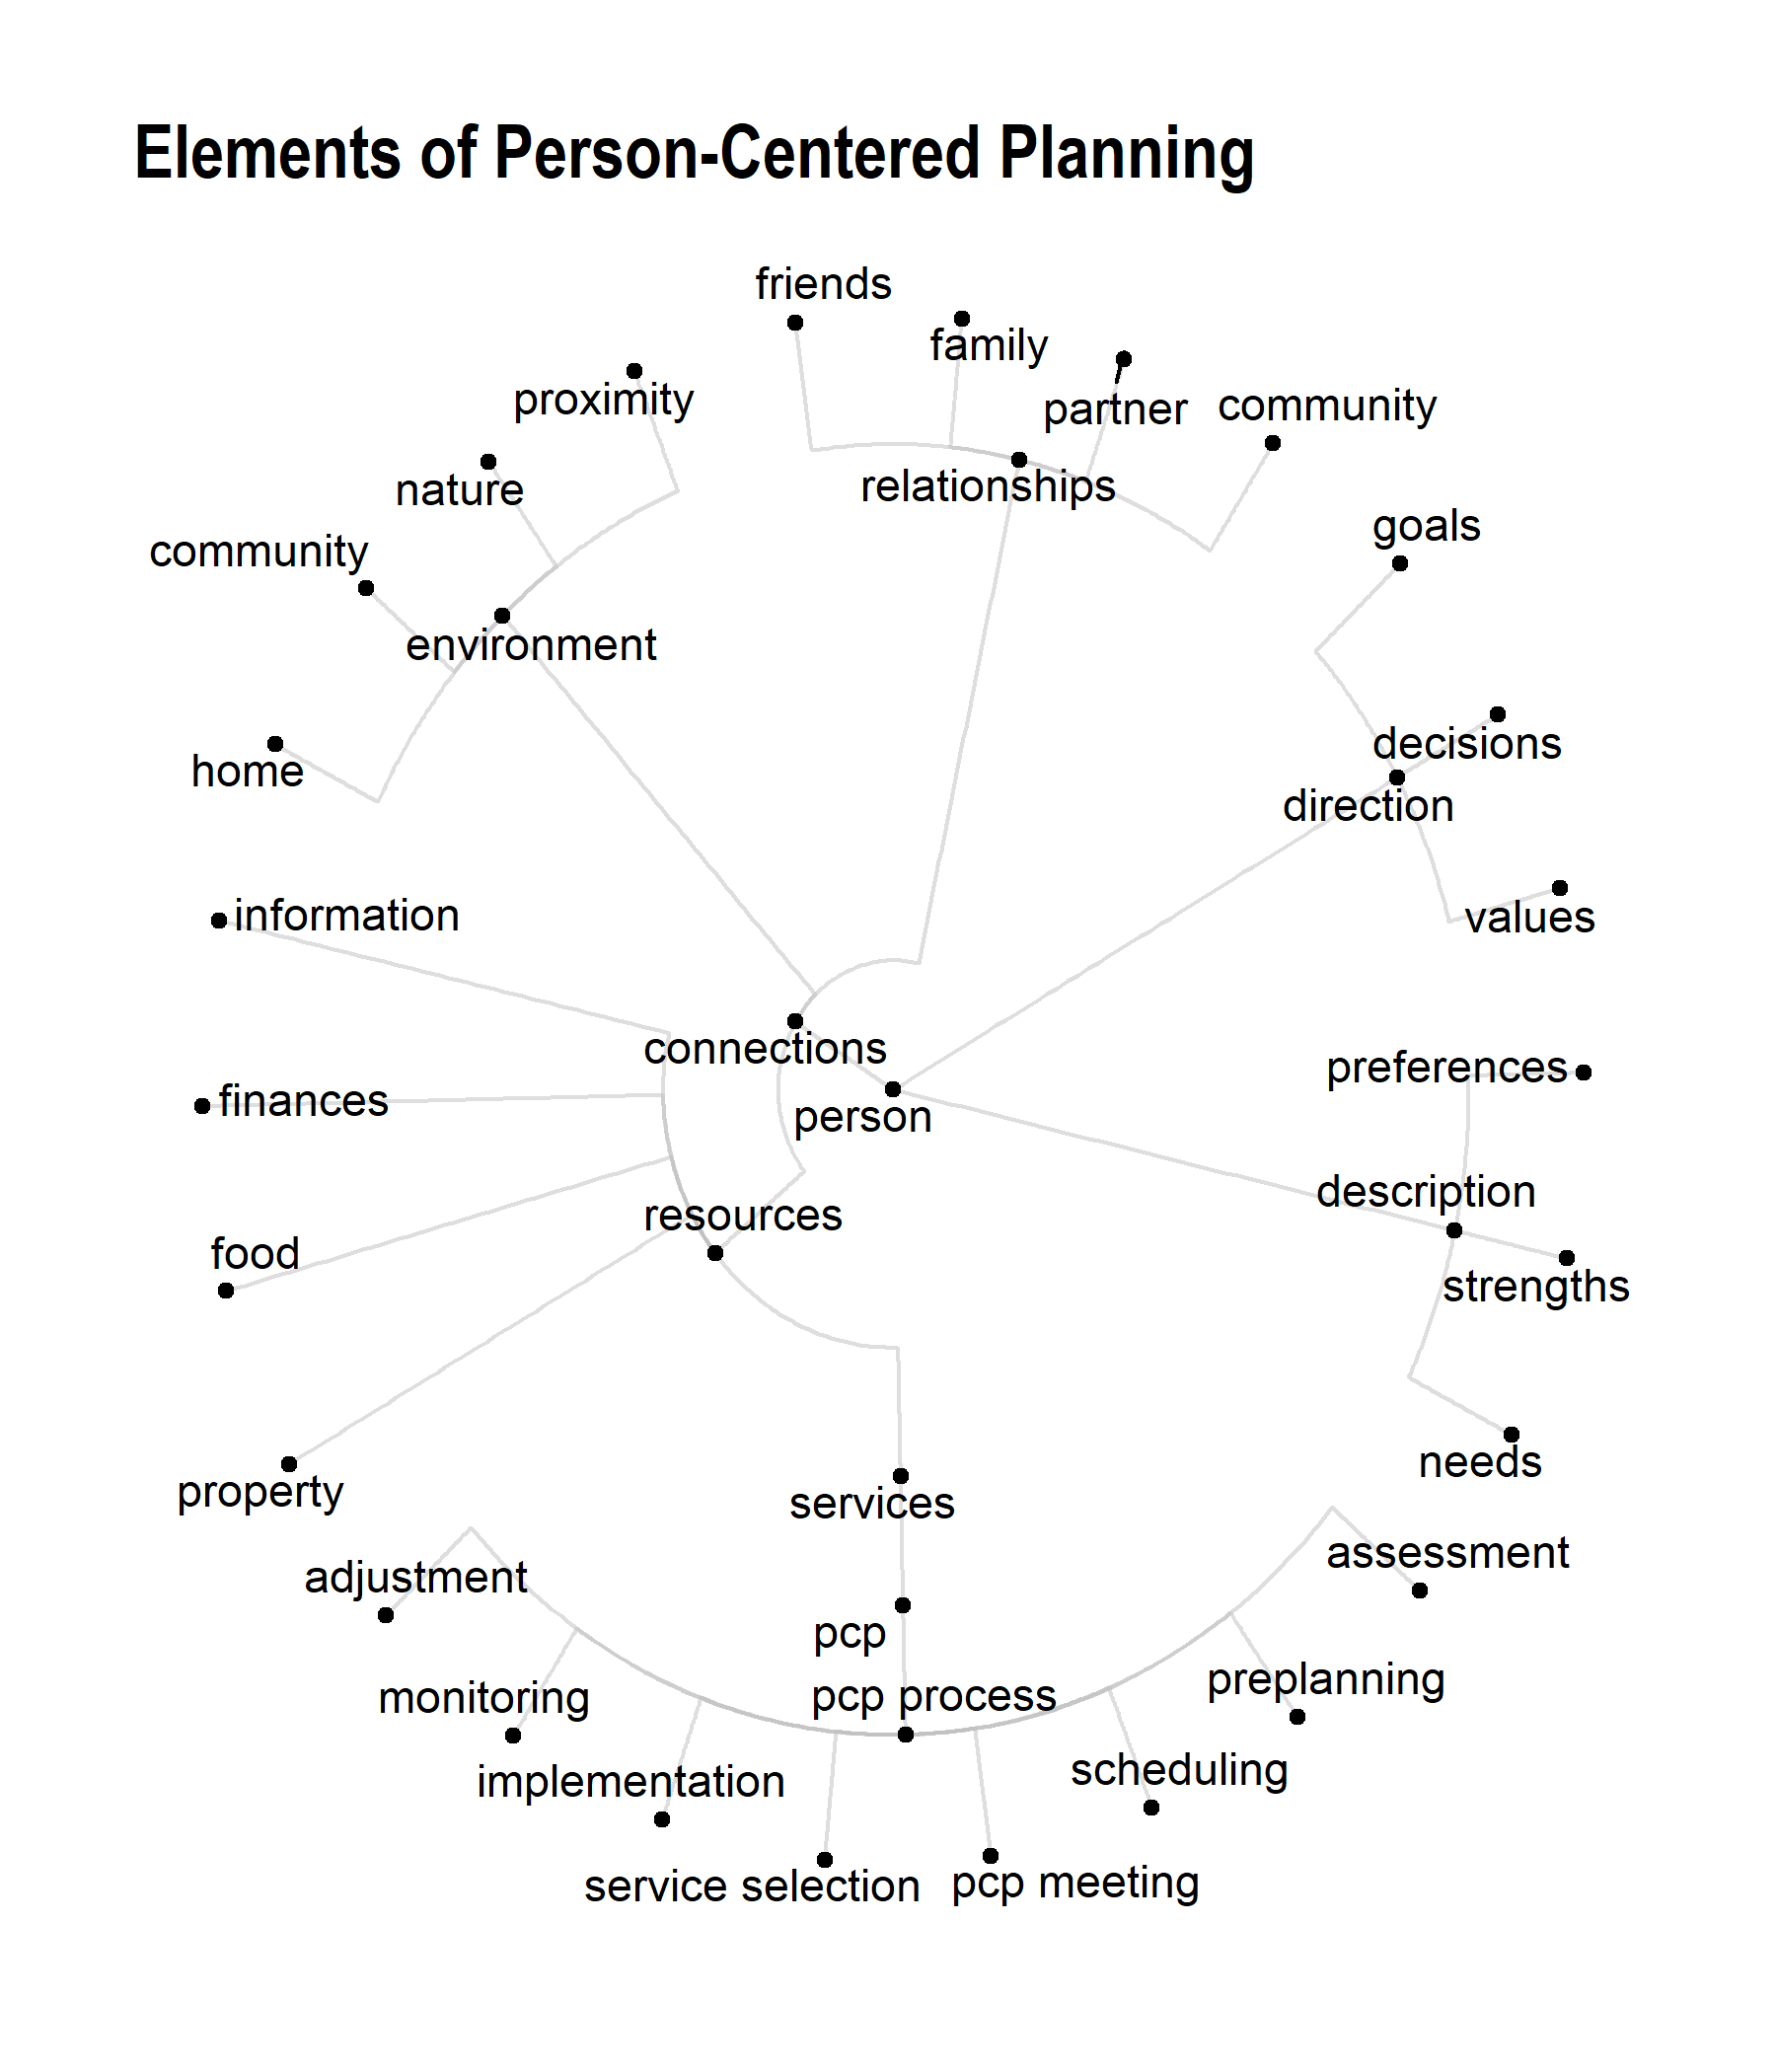 Elements of Person-Centered Planning
friends
family
proximity
partner
community
nature
relationships
goals
community
environment
decisions
home
direction
information
values
connections
preferences
finances
person
description
resources
food
strengths
needs
property
services
assessment
adjustment
pcp
preplanning
monitoring
pcp process
scheduling
implementation
service selection
pcp meeting